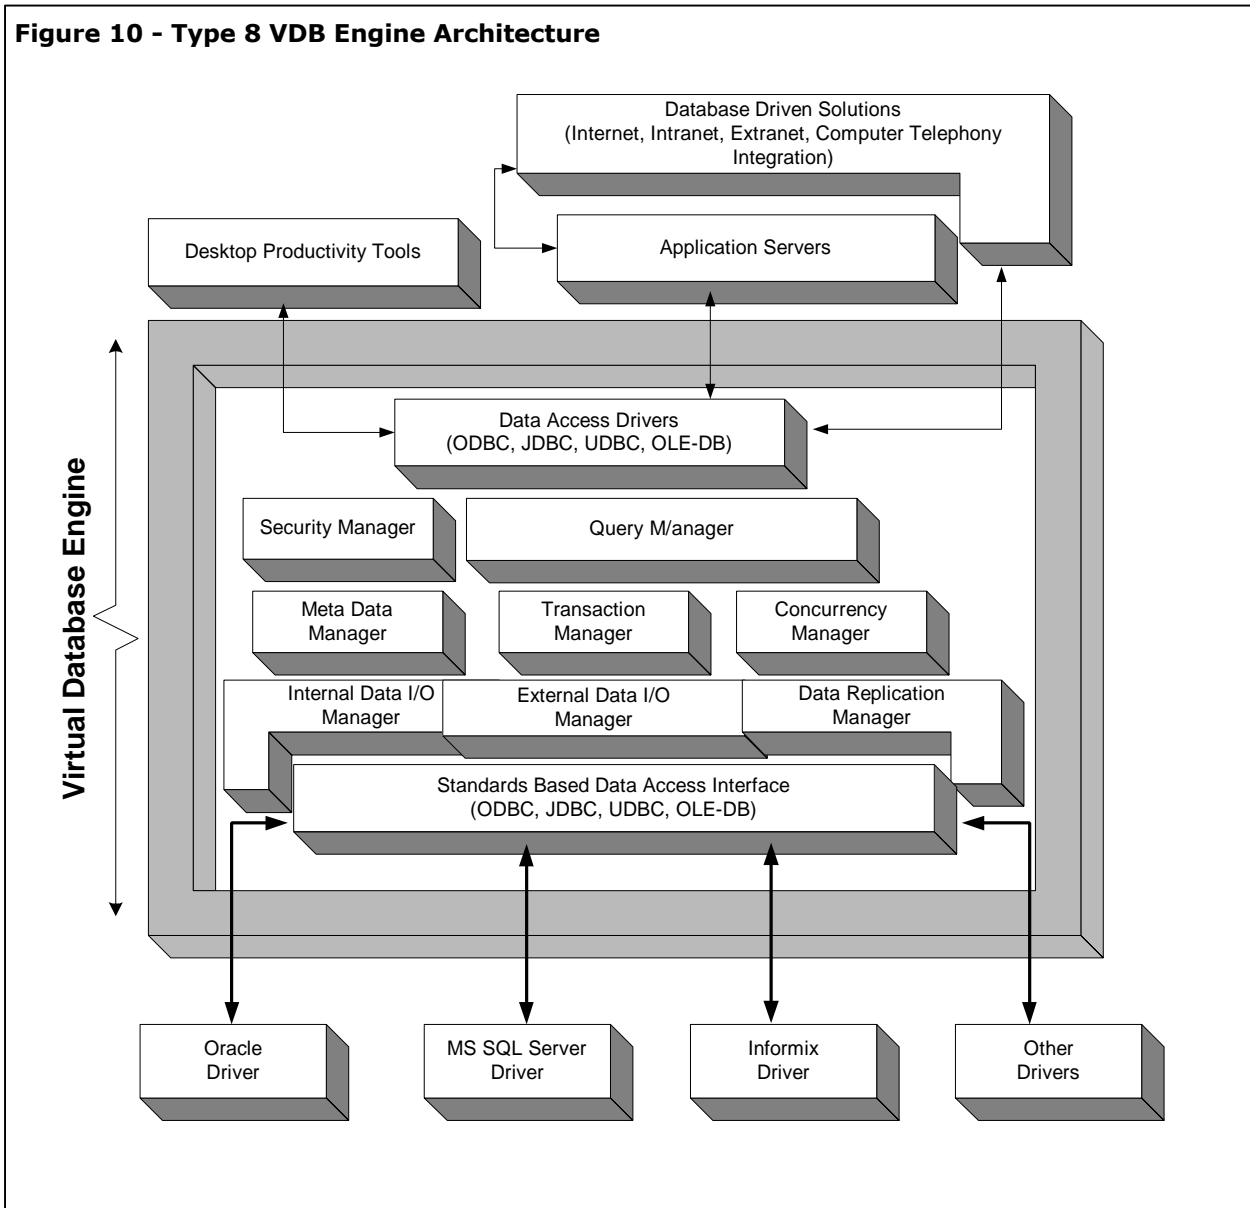 Figure 10 - Type 8 VDB Engine Architecture
Database Driven Solutions
(Internet, Intranet, Extranet, Computer Telephony
Integration)
Desktop Productivity Tools
Application Servers
Virtual Database Engine
Data Access Drivers
(ODBC, JDBC, UDBC, OLE-DB)
Security Manager
Query M/anager
Meta Data
Manager
Transaction
Manager
Concurrency
Manager
Internal Data I/O
Manager
External Data I/O
Manager
Data Replication
Manager
Standards Based Data Access Interface
(ODBC, JDBC, UDBC, OLE-DB)
Oracle
Driver
MS SQL Server
Driver
Informix
Driver
Other
Drivers